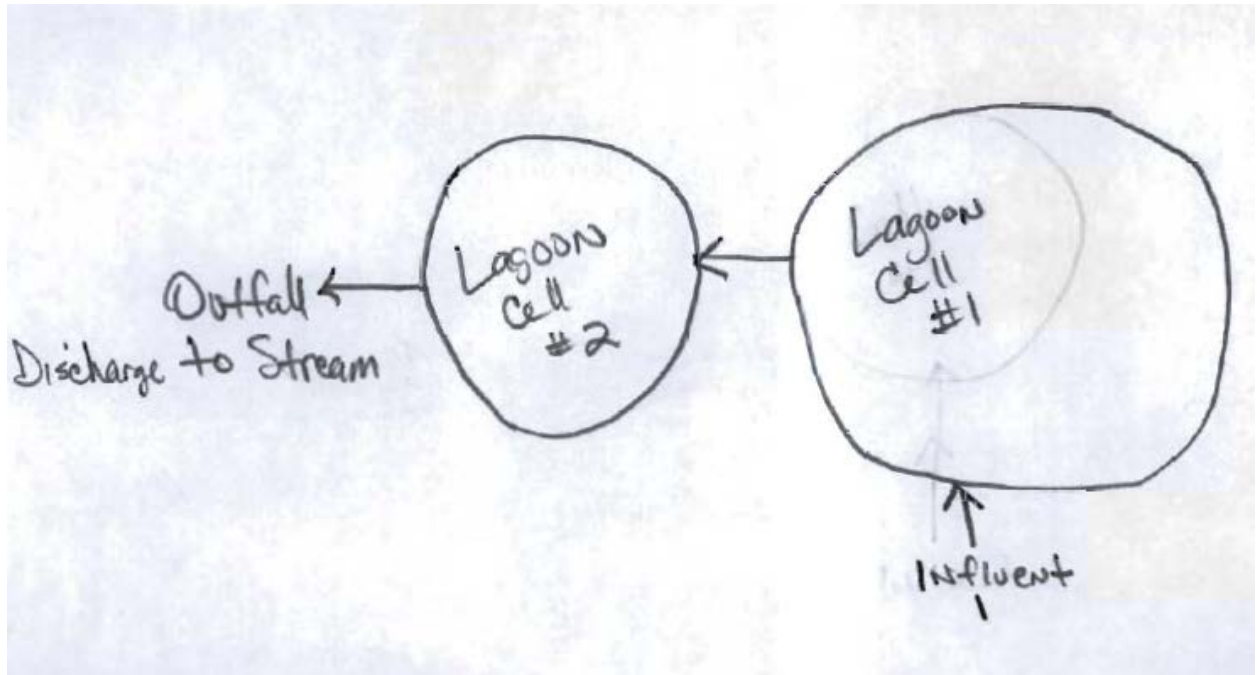 Lagoon
Cell
#1
Lagoon
Cell
#2
Outfall
Discharge to Stream
Influent